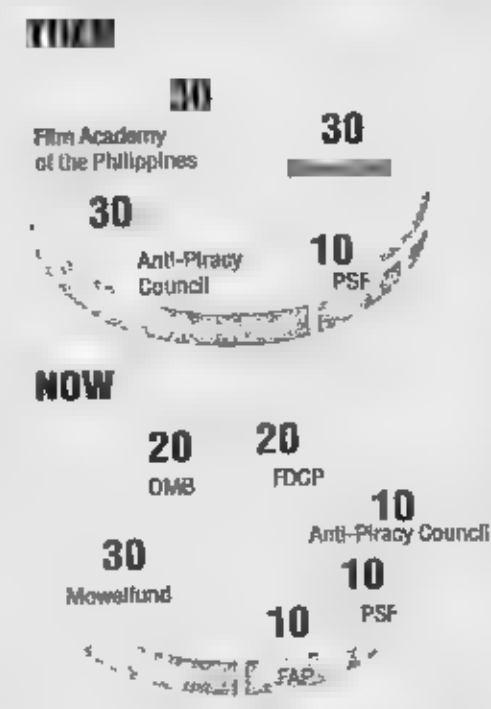 30
Film Academy
of the Philippines
30
30
Anti-Piracy
Council
10
PSF
NOW
20
OMB
20
FDCP
10
Anti-Piracy Council
30
Mowelfund
10
PSF
10
FAP